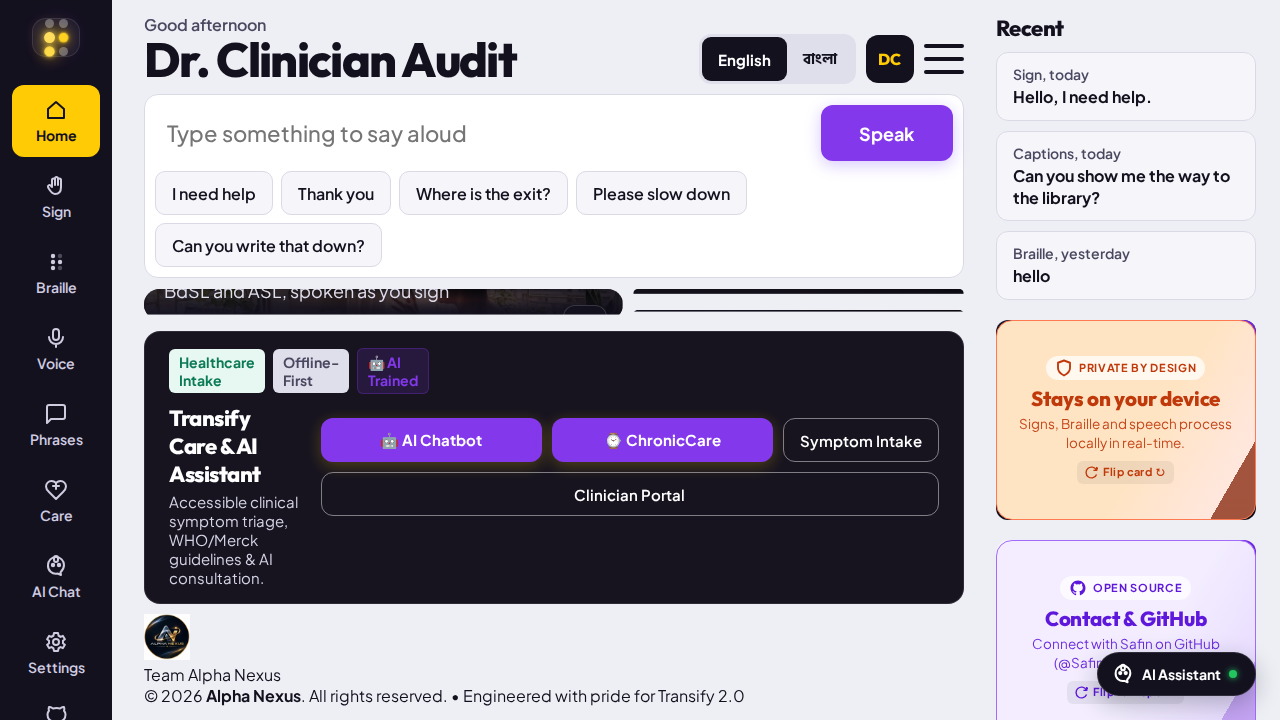 Home
Sign
Braille
Voice
Phrases
Care
AI Chat
Settings
Good afternoon
Dr. Clinician Audit
English
বাংলা
DC
Type something to say aloud
Speak
I need help
Thank you
Where is the exit?
Please slow down
Can you write that down?
BdSL and ASL, spoken as you sign
Healthcare
Intake
Offline-
First
🤖 AI
Trained
Transify
Care & AI
Assistant
Accessible clinical
symptom triage,
WHO/Merck
guidelines & AI
consultation.
🤖 AI Chatbot
⌚ ChronicCare
Symptom Intake
Clinician Portal
Team Alpha Nexus
© 2026 Alpha Nexus. All rights reserved. • Engineered with pride for Transify 2.0
Recent
Sign, today
Hello, I need help.
Captions, today
Can you show me the way to
the library?
Braille, yesterday
hello
PRIVATE BY DESIGN
Stays on your device
Signs, Braille and speech process
locally in real-time.
Flip card ↻
OPEN SOURCE
Contact & GitHub
Connect with Safin on GitHub
AI Assistant